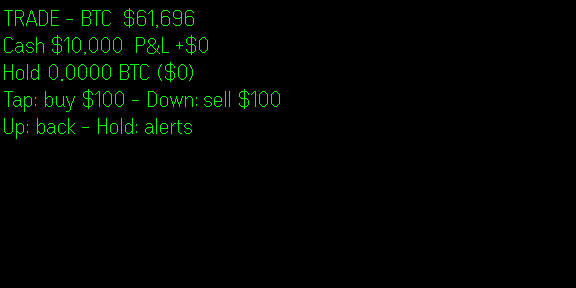 TRADE - BTC  $61,696
Cash $10,000  P&L +$0
Hold 0.0000 BTC ($0)
Tap: buy $100 - Down: sell $100
Up: back - Hold: alerts